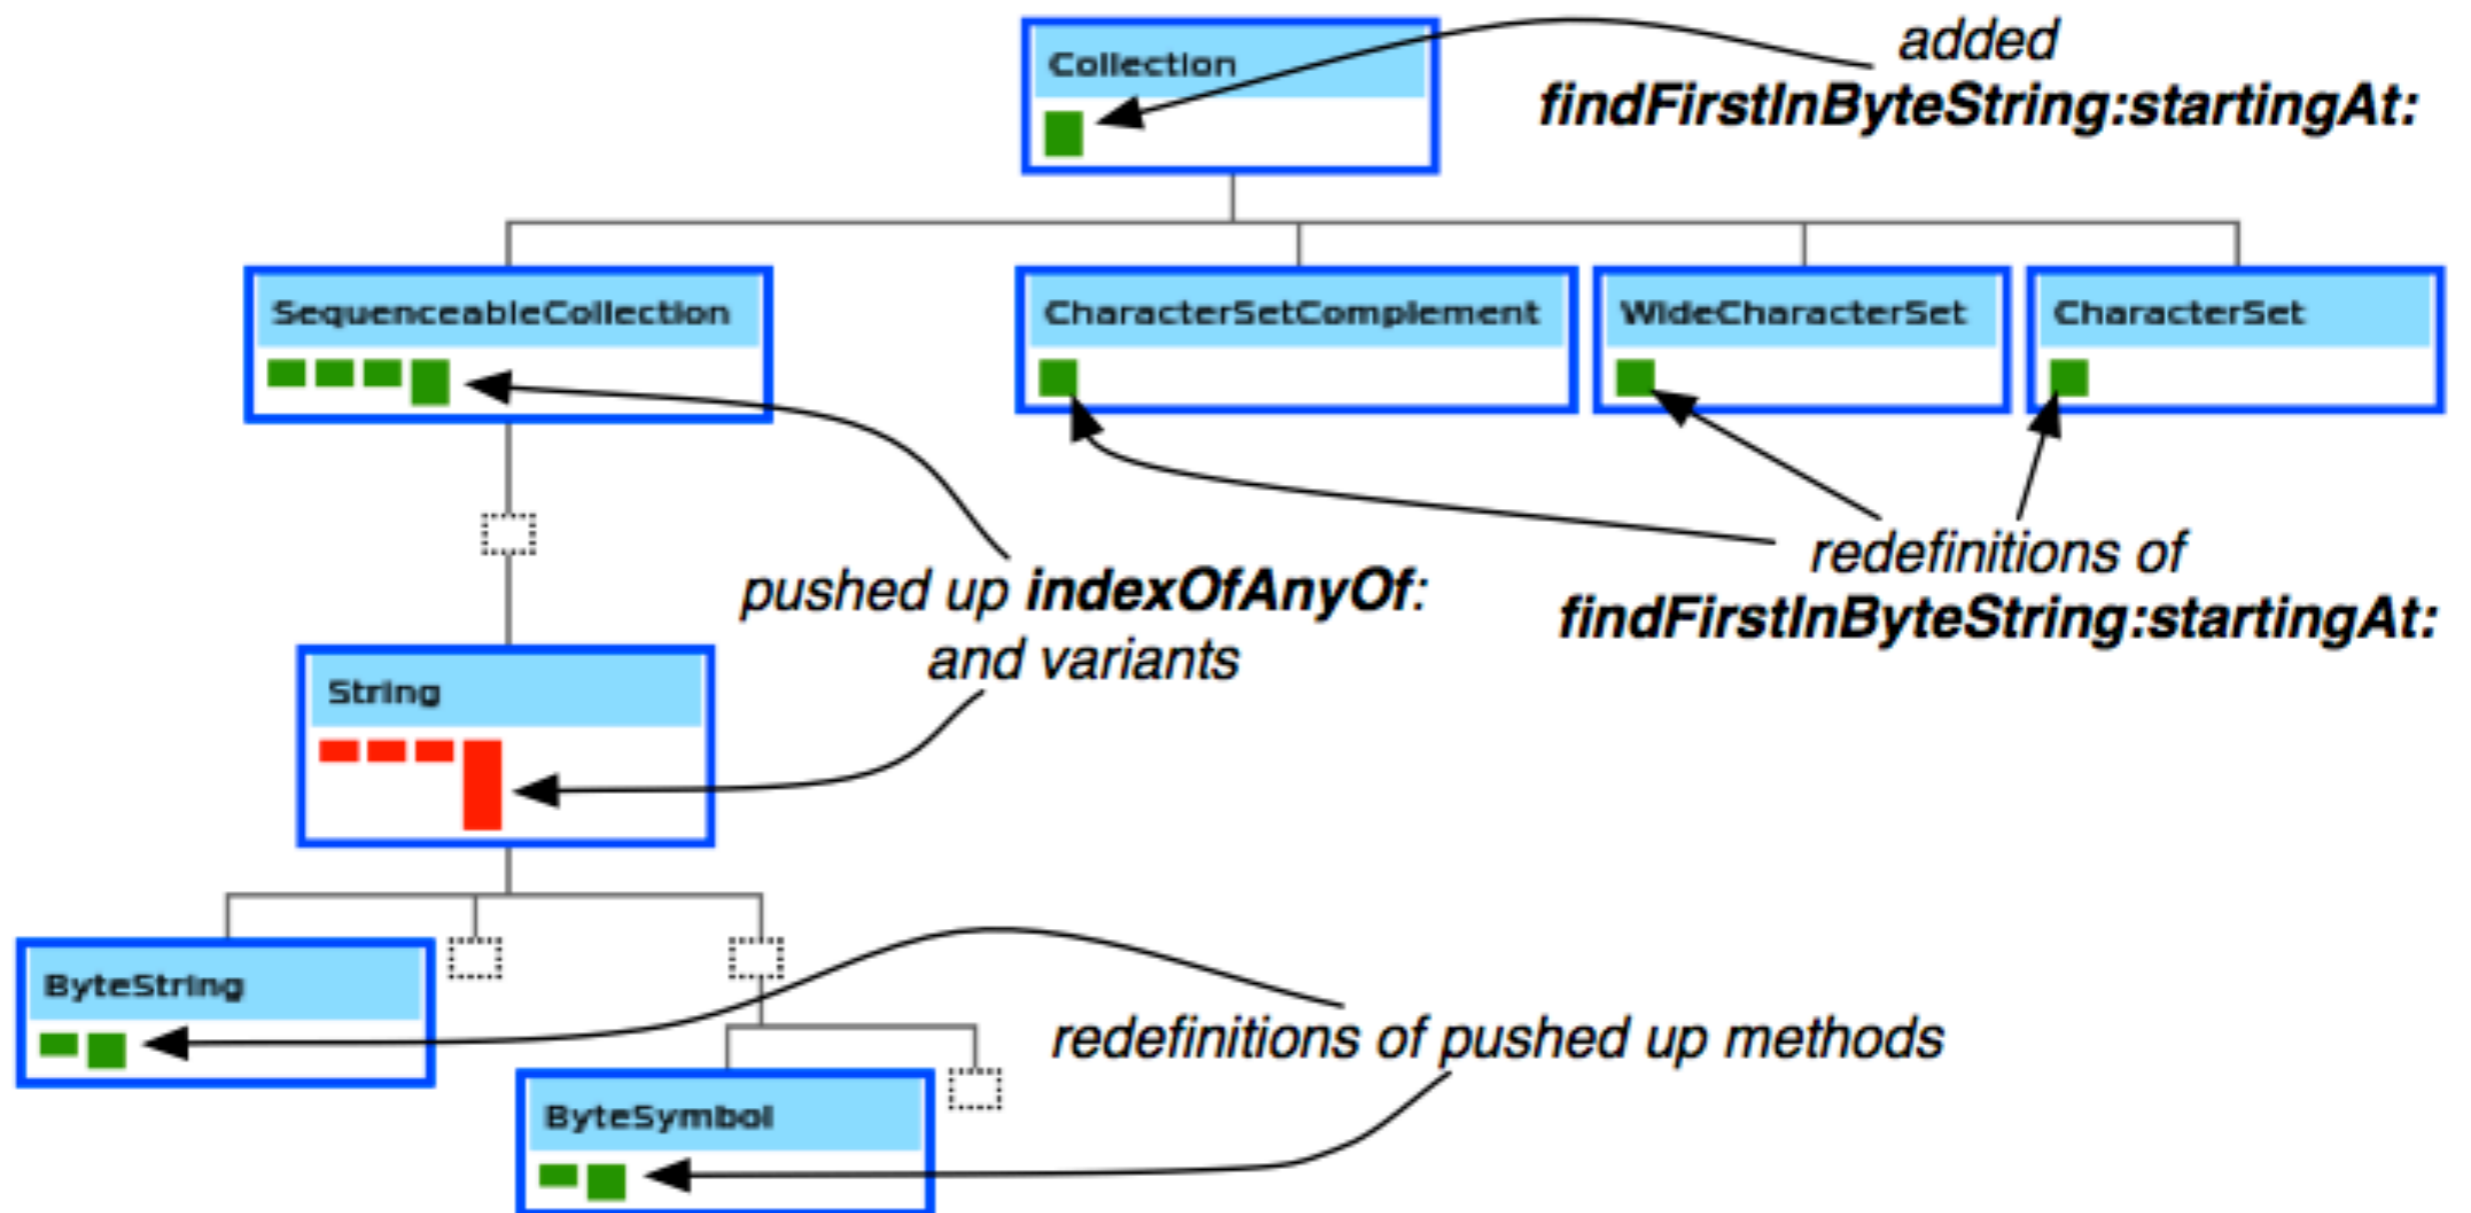 Collection
added
findFirstInByteString:startingAt:
SequenceableCollection
CharacterSetComplement
WideCharacterSet
CharacterSet
redefinitions of
findFirstInByteString:startingAt:
pushed up indexOfAnyOf:
and variants
String
ByteString
redefinitions of pushed up methods
ByteSymbol